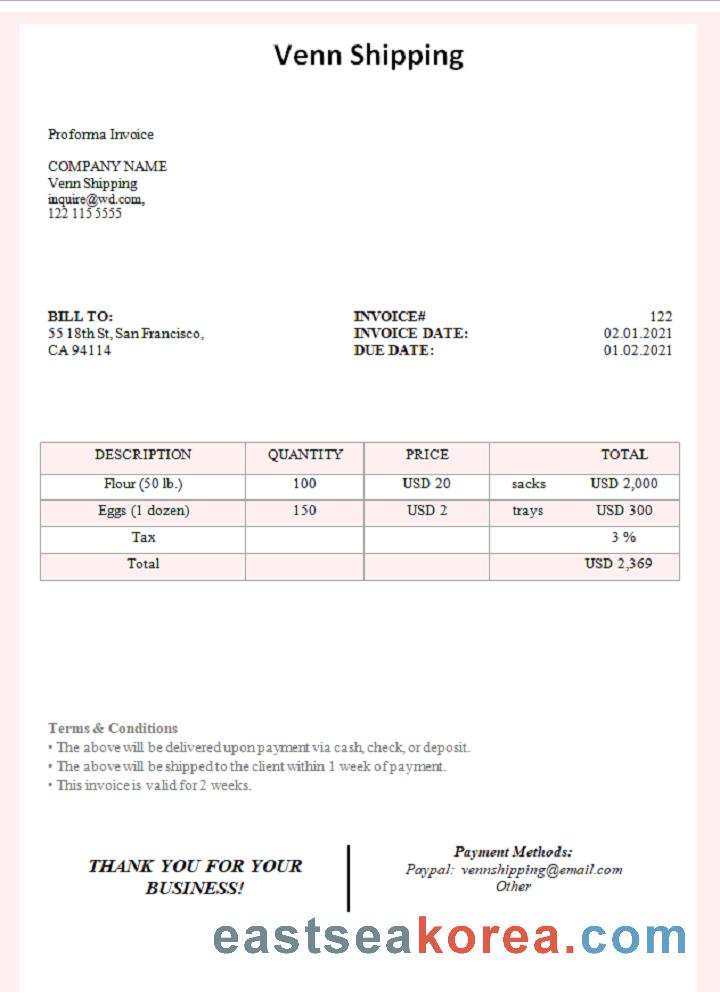 Venn Shipping
Proforma Invoice
COMPANY NAME
Venn Shipping
inquire@wd.com,
122 115 5555
BILL TO:
55 18th St, San Francisco,
CA 94114
INVOICE# 122
INVOICE DATE: 02.01.2021
DUE DATE: 01.02.2021
DESCRIPTION QUANTITY PRICE TOTAL
Flour (50 lb.) 100 USD 20 sacks USD 2,000
Eggs (1 dozen) 150 USD 2 trays USD 300
Tax 3 %
Total USD 2,369
Terms & Conditions
• The above will be delivered upon payment via cash, check, or deposit.
• The above will be shipped to the client within 1 week of payment.
• This invoice is valid for 2 weeks.
THANK YOU FOR YOUR
BUSINESS!
Payment Methods:
Paypal: vennshipping@email.com
Other
eastseakorea.com